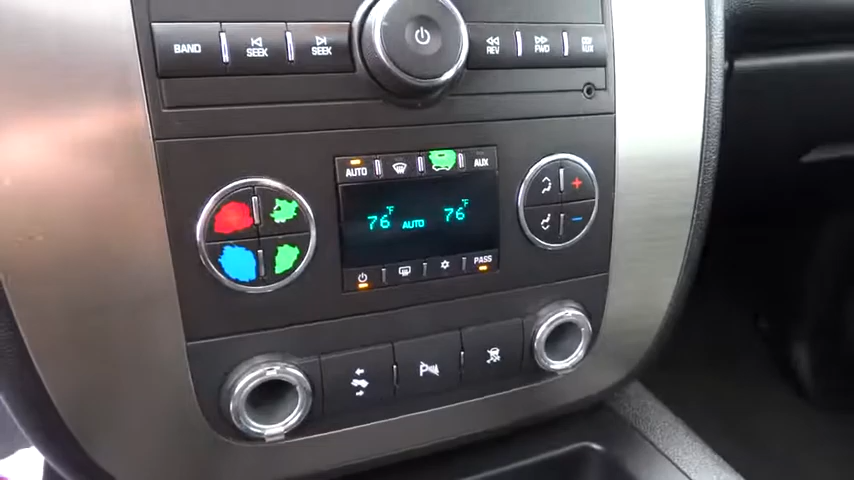 BAND SEEK SEEK REV FWD AUX
AUTO AUX
76°F AUTO 76°F
PASS